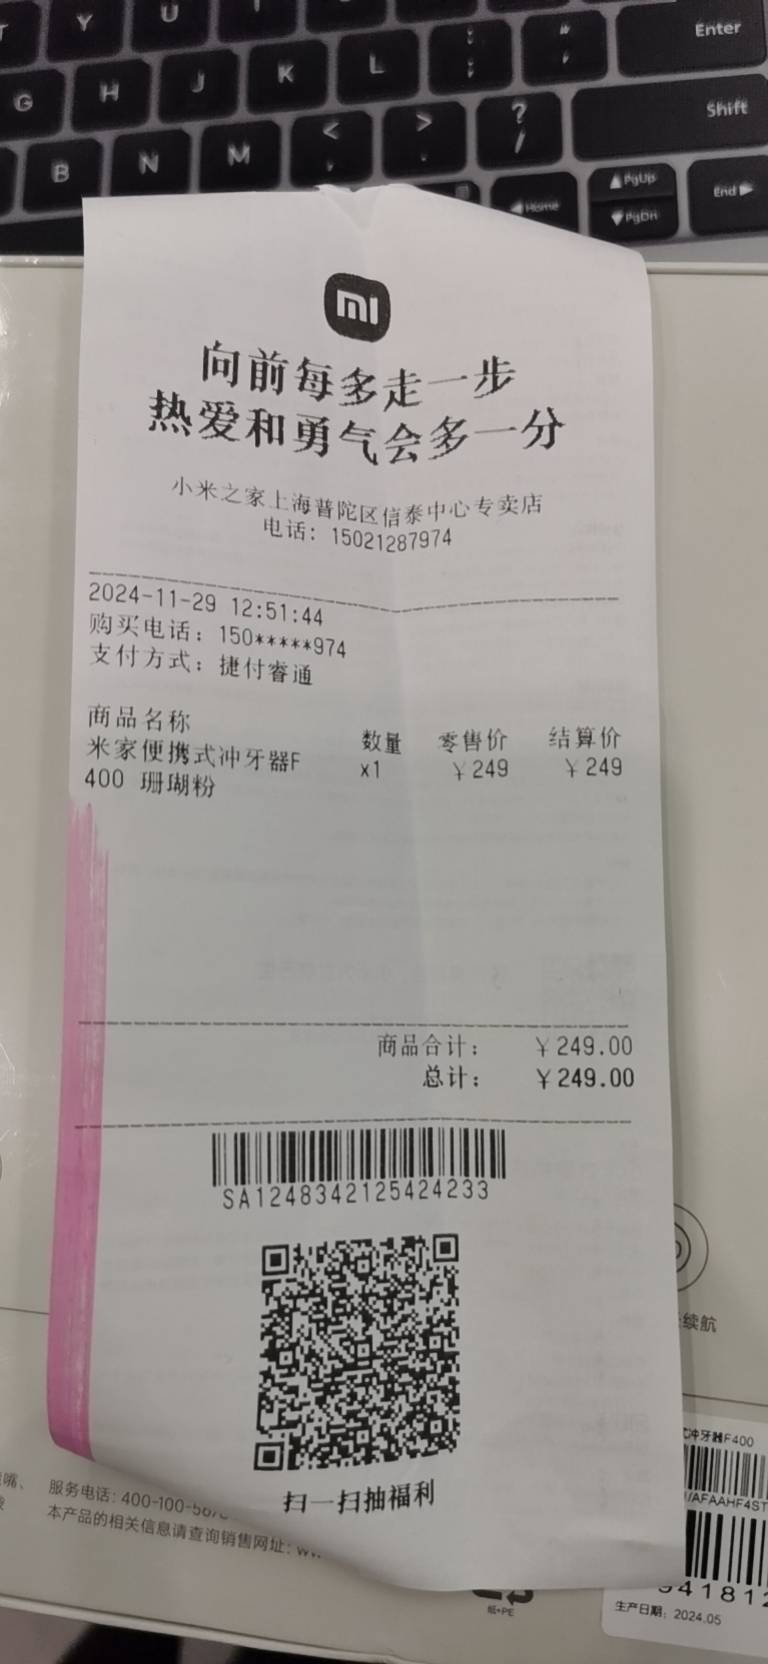 Y U I
Enter
G H J K L : ; " '
Shift
B N M < , > . ? /
Home PgUp PgDn End
mi
向前每多走一步
热爱和勇气会多一分
小米之家上海普陀区信泰中心专卖店
电话：15021287974
2024-11-29 12:51:44
购买电话：150*****974
支付方式：捷付睿通
商品名称 数量 零售价 结算价
米家便携式冲牙器F x1 ￥249 ￥249
400 珊瑚粉
商品合计： ￥249.00
总计： ￥249.00
SA1248342125424233
扫一扫抽福利
续航
冲牙器F400
/AFAAHF4ST
941812
生产日期：2024.05
嘴、
服务电话：400-100-567
本产品的相关信息请查询销售网址：
纸+PE